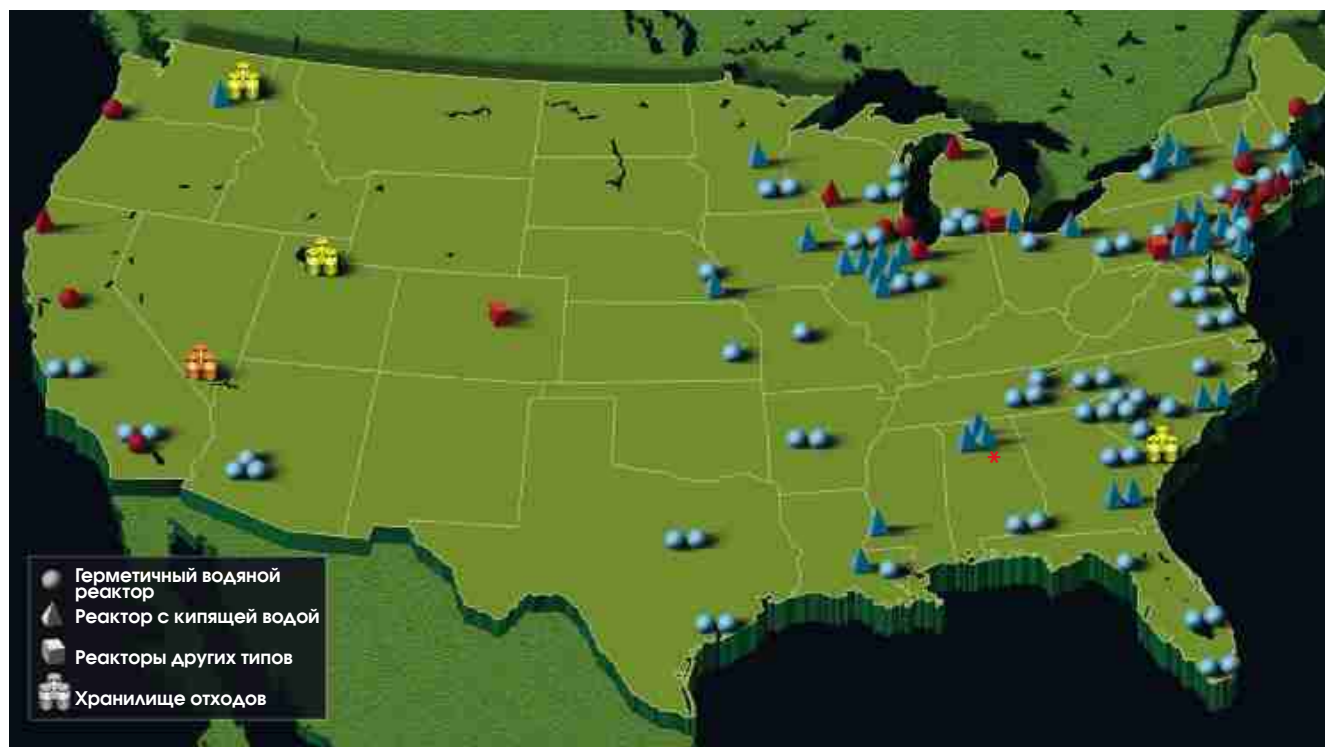 Герметичный водяной
реактор
Реактор с кипящей водой
Реакторы других типов
Хранилище отходов
*